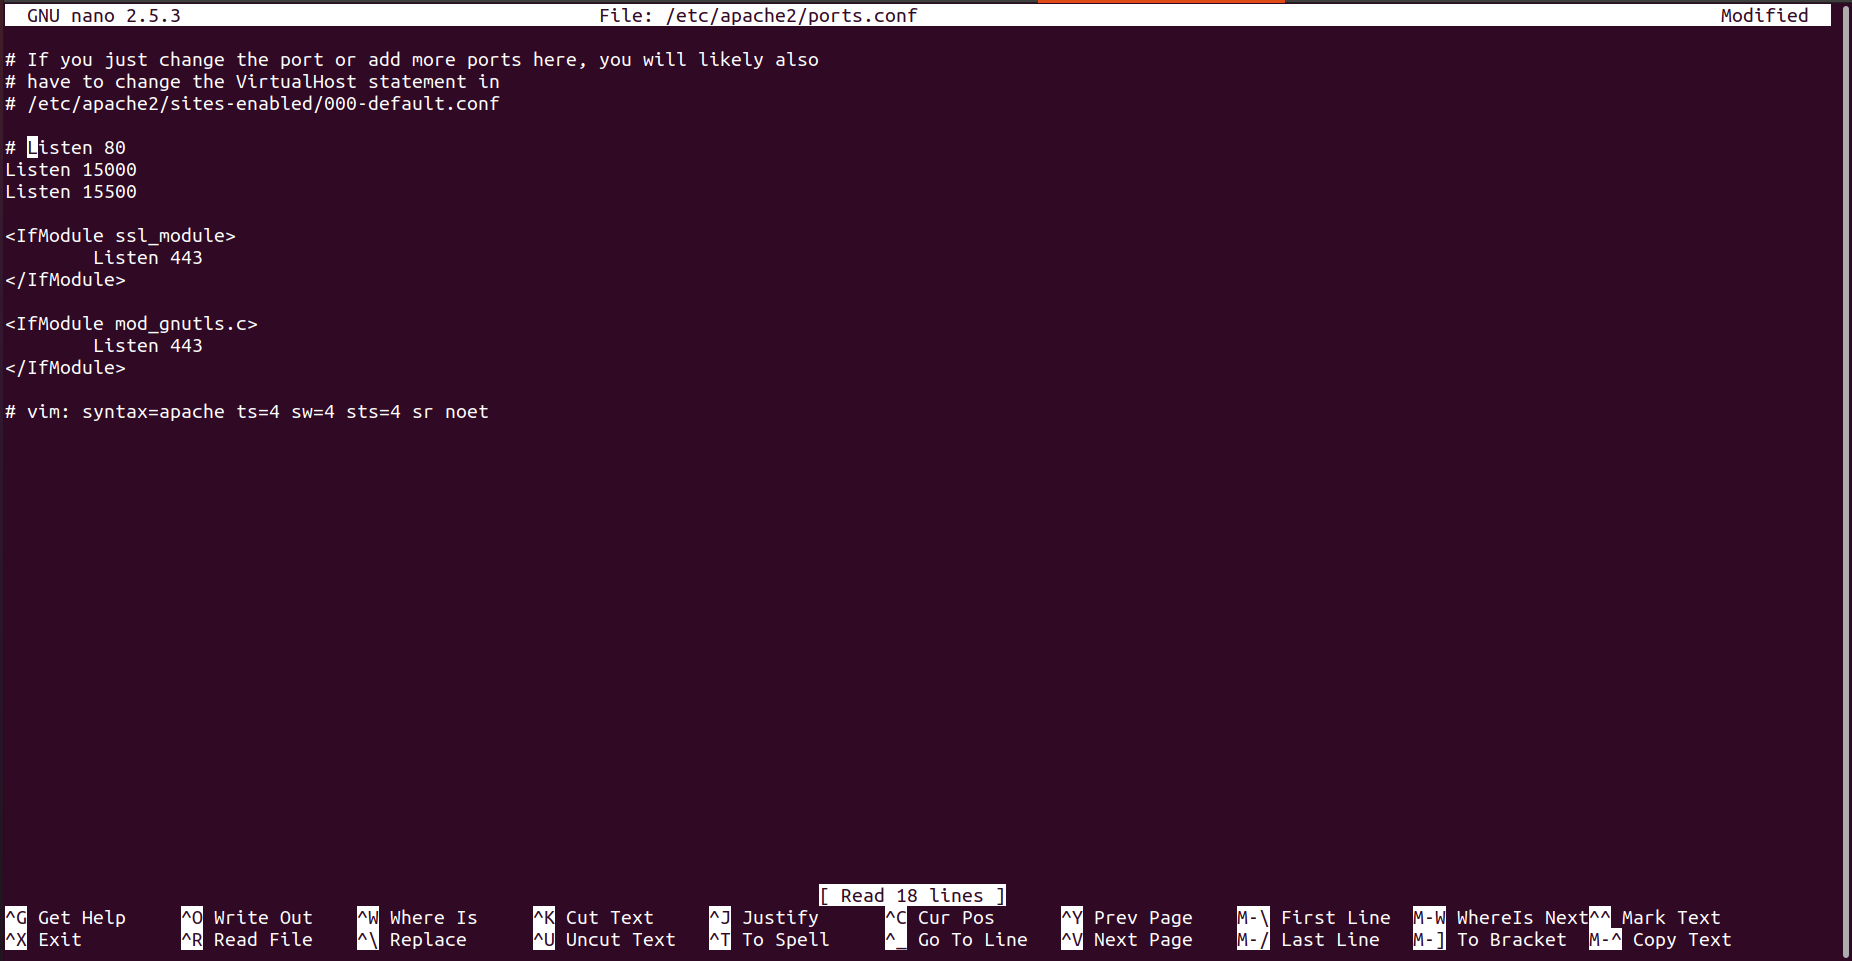 GNU nano 2.5.3 File: /etc/apache2/ports.conf Modified
# If you just change the port or add more ports here, you will likely also
# have to change the VirtualHost statement in
# /etc/apache2/sites-enabled/000-default.conf
# Listen 80
Listen 15000
Listen 15500
<IfModule ssl_module>
Listen 443
</IfModule>
<IfModule mod_gnutls.c>
Listen 443
</IfModule>
# vim: syntax=apache ts=4 sw=4 sts=4 sr noet
[ Read 18 lines ]
^G Get Help ^O Write Out ^W Where Is ^K Cut Text ^J Justify ^C Cur Pos ^Y Prev Page M-\ First Line M-W WhereIs Next ^^ Mark Text
^X Exit ^R Read File ^\ Replace ^U Uncut Text ^T To Spell ^_ Go To Line ^V Next Page M-/ Last Line M-] To Bracket M-^ Copy Text